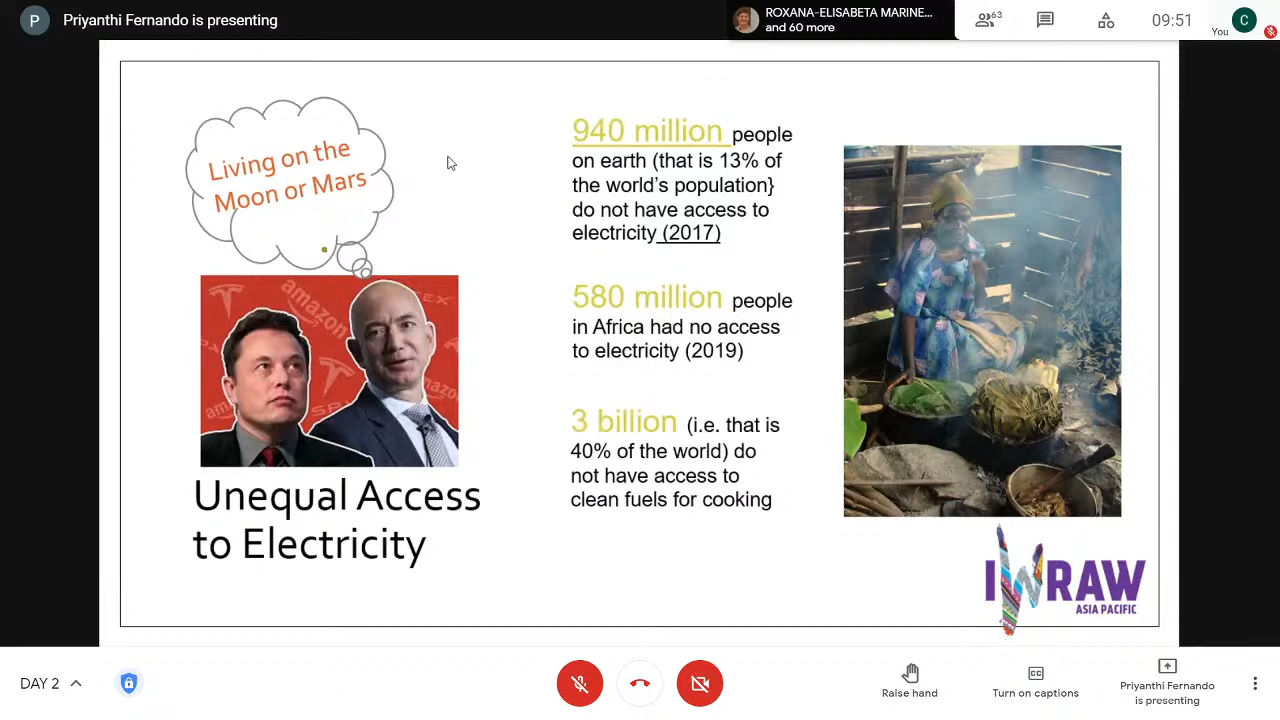 P
Priyanthi Fernando is presenting
ROXANA-ELISABETA MARINE...
and 60 more
63
09:51
You
C
Living on the
Moon or Mars
amazon
Unequal Access
to Electricity
940 million people
on earth (that is 13% of
the world's population}
do not have access to
electricity (2017)
580 million people
in Africa had no access
to electricity (2019)
3 billion (i.e. that is
40% of the world) do
not have access to
clean fuels for cooking
IWRAW
ASIA PACIFIC
DAY 2
Raise hand
CC
Turn on captions
Priyanthi Fernando
is presenting